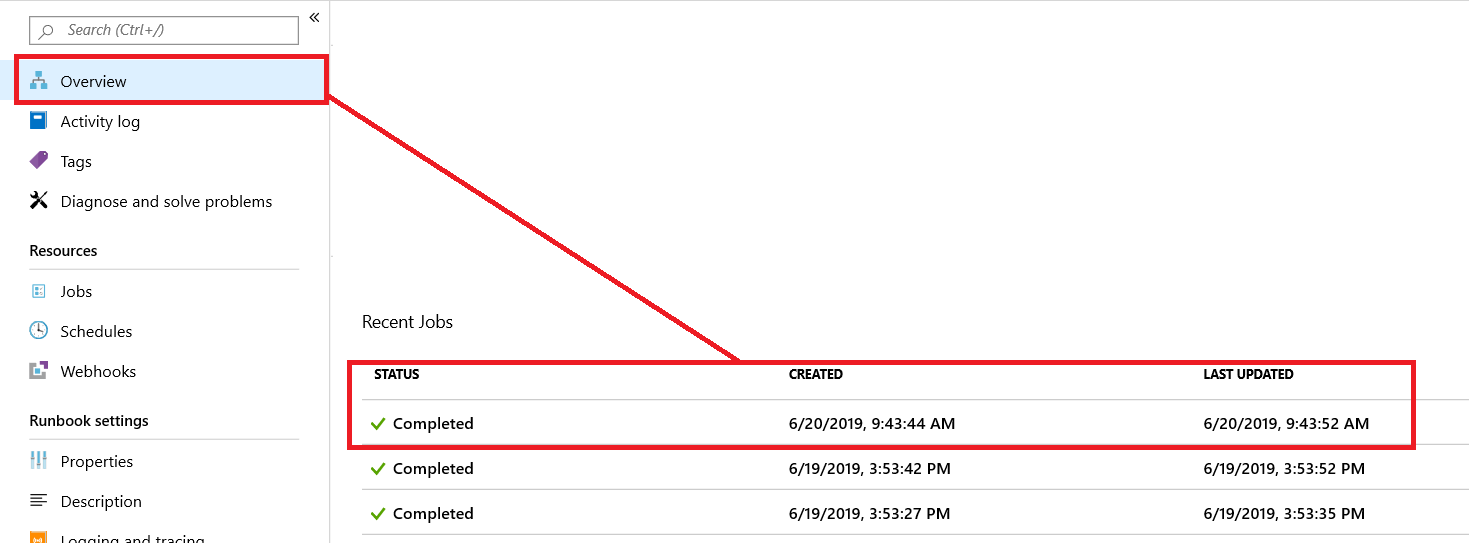 Search (Ctrl+/)
«
Overview
Activity log
Tags
Diagnose and solve problems
Resources
Jobs
Schedules
Webhooks
Runbook settings
Properties
Description
Logging and tracing
Recent Jobs
STATUS CREATED LAST UPDATED
Completed 6/20/2019, 9:43:44 AM 6/20/2019, 9:43:52 AM
Completed 6/19/2019, 3:53:42 PM 6/19/2019, 3:53:52 PM
Completed 6/19/2019, 3:53:27 PM 6/19/2019, 3:53:35 PM